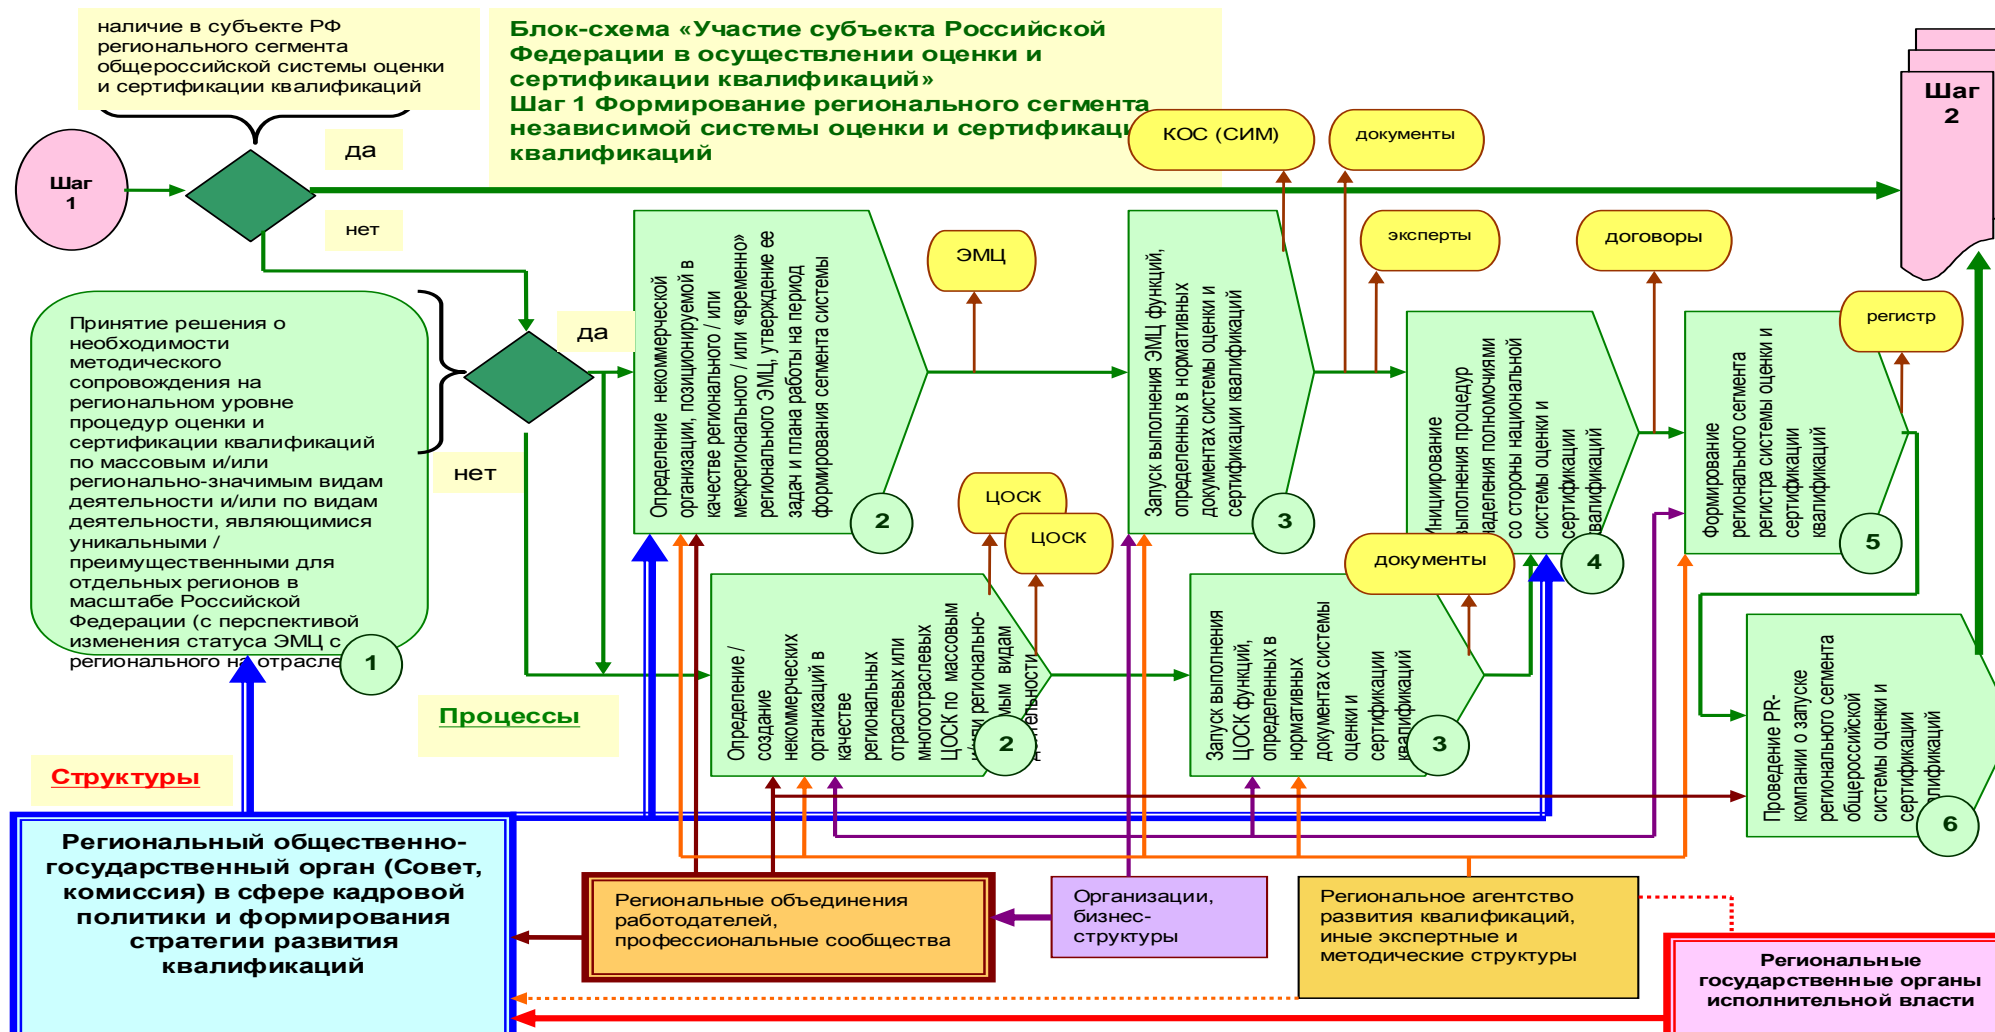 наличие в субъекте РФ
регионального сегмента
общероссийской системы оценки
и сертификации квалификаций
Блок-схема «Участие субъекта Российской
Федерации в осуществлении оценки и
сертификации квалификаций»
Шаг 1 Формирование регионального сегмента
независимой системы оценки и сертификаци
квалификаций
Шаг
2
КОС (СИМ)
документы
да
Шаг
1
нет
ЭМЦ
эксперты
договоры
регистр
да
нет
Принятие решения о
необходимости
методического
сопровождения на
региональном уровне
процедур оценки и
сертификации квалификаций
по массовым и/или
регионально-значимым видам
деятельности и/или по видам
деятельности, являющимися
уникальными /
преимущественными для
отдельных регионов в
масштабе Российской
Федерации (с перспективой
изменения статуса ЭМЦ с
регионального на отрасле
1
Определение некоммерческой
организации, позиционируемой в
качестве регионального / или
межрегионального / или «временно»
регионального ЭМЦ, утверждение ее
задач и плана работы на период
формирования сегмента системы
2
Запуск выполнения ЭМЦ функций,
определенных в нормативных
документах системы оценки и
сертификации квалификаций
3
Инициирование
выполнения процедур
наделения полномочиями
со стороны национальной
системы оценки и
сертификации
квалификаций
4
Формирование
регионального сегмента
регистра системы оценки и
сертификации
квалификаций
5
ЦОСК
ЦОСК
документы
Определение /
создание
некоммерческих
организаций в
качестве
региональных
отраслевых или
многоотраслевых
ЦОСК по массовым
и/или регионально-
мым видам
деятельности
2
Запуск выполнения
ЦОСК функций,
определенных в
нормативных
документах системы
оценки и
сертификации
квалификаций
3
Проведение PR-
компании о запуске
регионального сегмента
общероссийской
системы оценки и
сертификации
квалификаций
6
Процессы
Структуры
Региональный общественно-
государственный орган (Совет,
комиссия) в сфере кадровой
политики и формирования
стратегии развития
квалификаций
Региональные объединения
работодателей,
профессиональные сообщества
Организации,
бизнес-
структуры
Региональное агентство
развития квалификаций,
иные экспертные и
методические структуры
Региональные
государственные органы
исполнительной власти